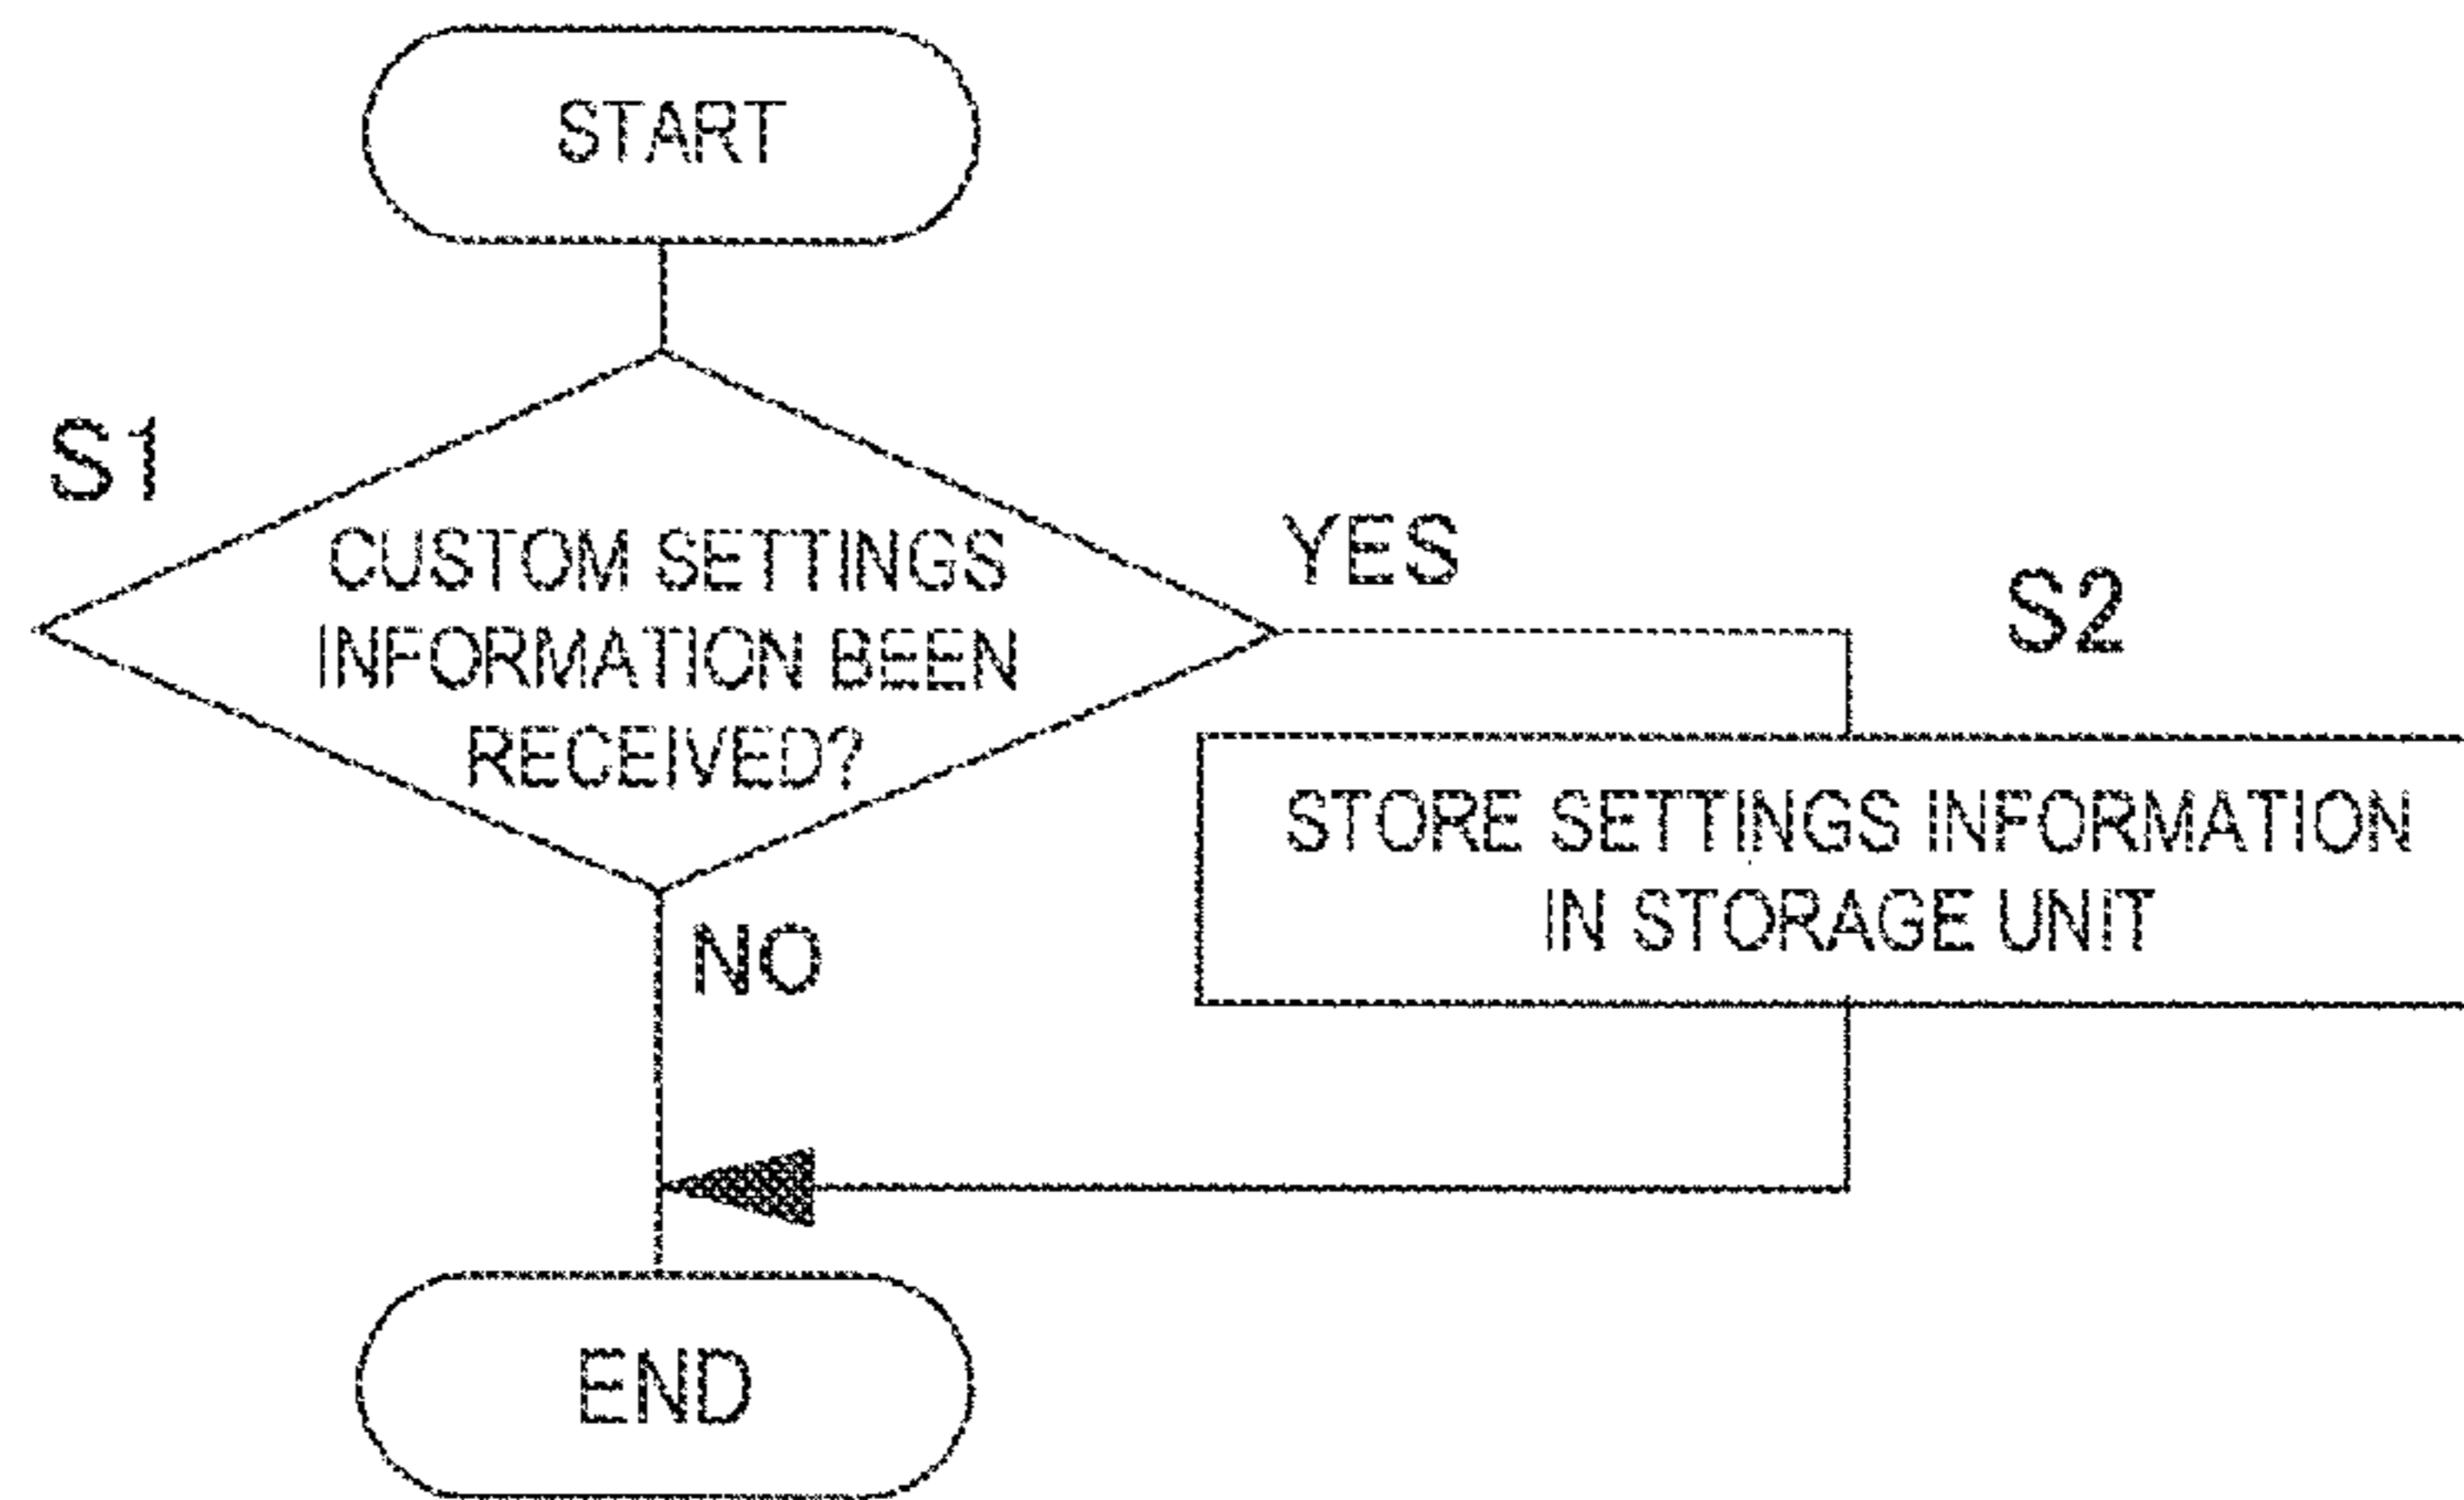 START
S1
CUSTOM SETTINGS
INFORMATION BEEN
RECEIVED?
YES
S2
STORE SETTINGS INFORMATION
IN STORAGE UNIT
NO
END